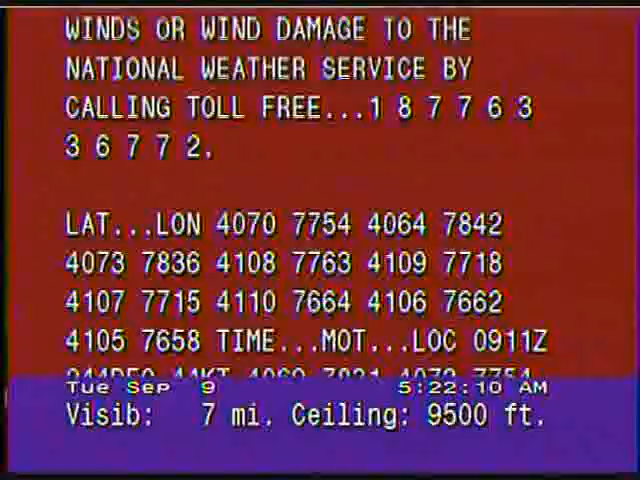 WINDS OR WIND DAMAGE TO THE
NATIONAL WEATHER SERVICE BY
CALLING TOLL FREE...1 8 7 7 6 3
3 6 7 7 2.
LAT...LON 4070 7754 4064 7842
4073 7836 4108 7763 4109 7718
4107 7715 4110 7664 4106 7662
4105 7658 TIME...MOT...LOC 0911Z
Tue Sep 9 5:22:10 AM
Visib: 7 mi. Ceiling: 9500 ft.